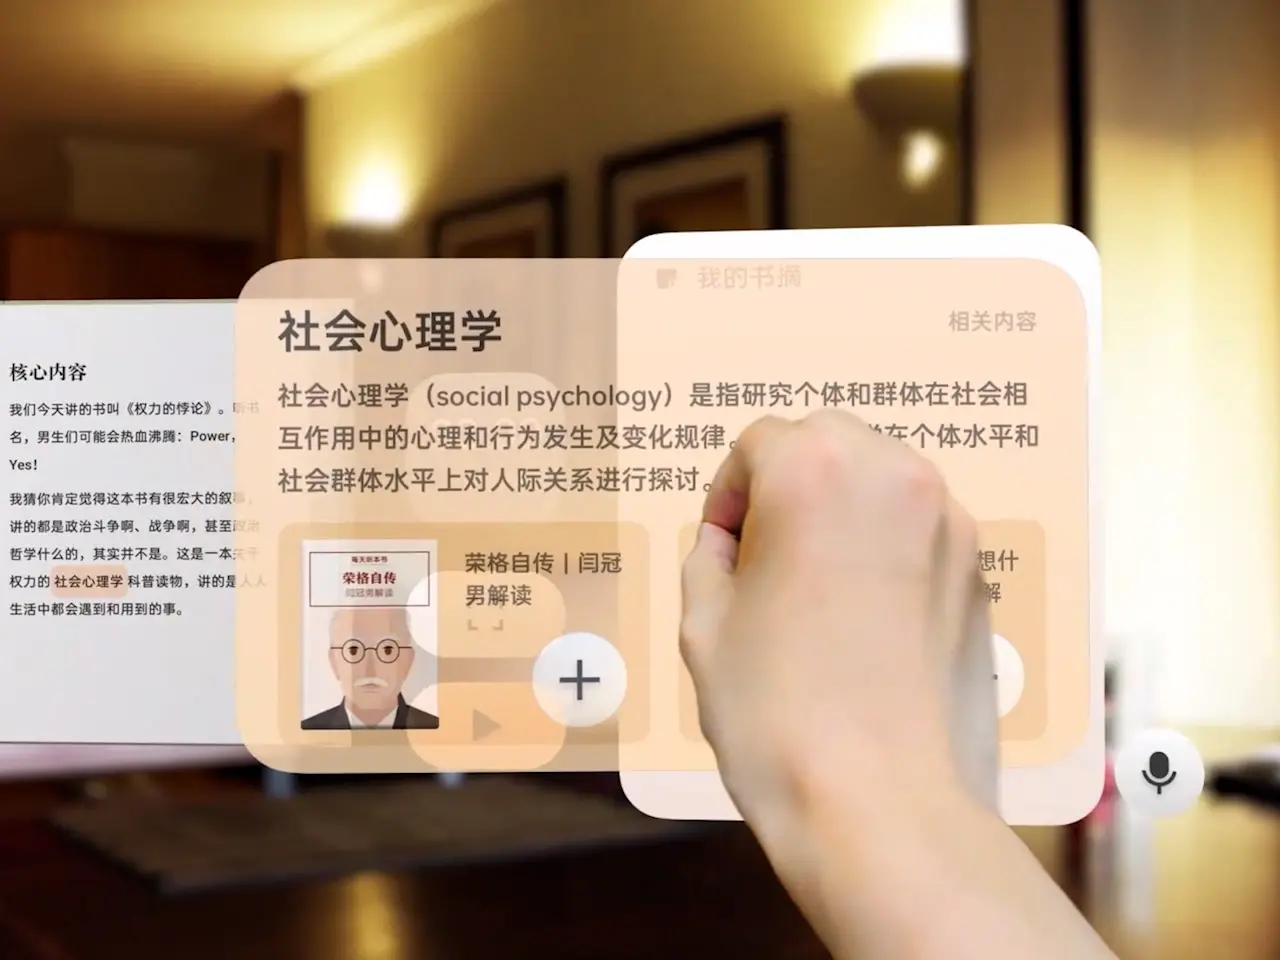 核心内容
我们今天讲的书叫《权力的悖论》。听书
名，男生们可能会热血沸腾：Power，
Yes！
我猜你肯定觉得这本书有很宏大的叙事，
讲的都是政治斗争啊、战争啊，甚至政治
哲学什么的，其实并不是。这是一本关于
权力的社会心理学科普读物，讲的是人人
生活中都会遇到和用到的事。
我的书摘
社会心理学
相关内容
社会心理学（social psychology）是指研究个体和群体在社会相
互作用中的心理和行为发生及变化规律。学在个体水平和
社会群体水平上对人际关系进行探讨。
每天听本书
荣格自传
闫冠男解读
荣格自传 | 闫冠
男解读
想什
解